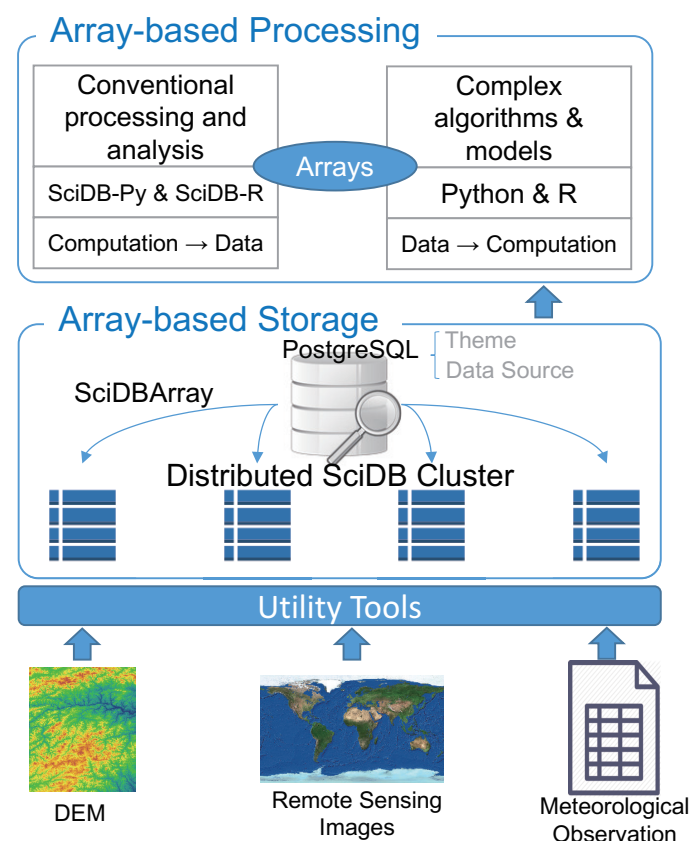 Array-based Processing
Conventional
processing and
analysis
SciDB-Py & SciDB-R
Computation → Data
Arrays
Complex
algorithms &
models
Python & R
Data → Computation
Array-based Storage
PostgreSQL
Theme
Data Source
SciDBArray
Distributed SciDB Cluster
Utility Tools
DEM
Remote Sensing
Images
Meteorological
Observation